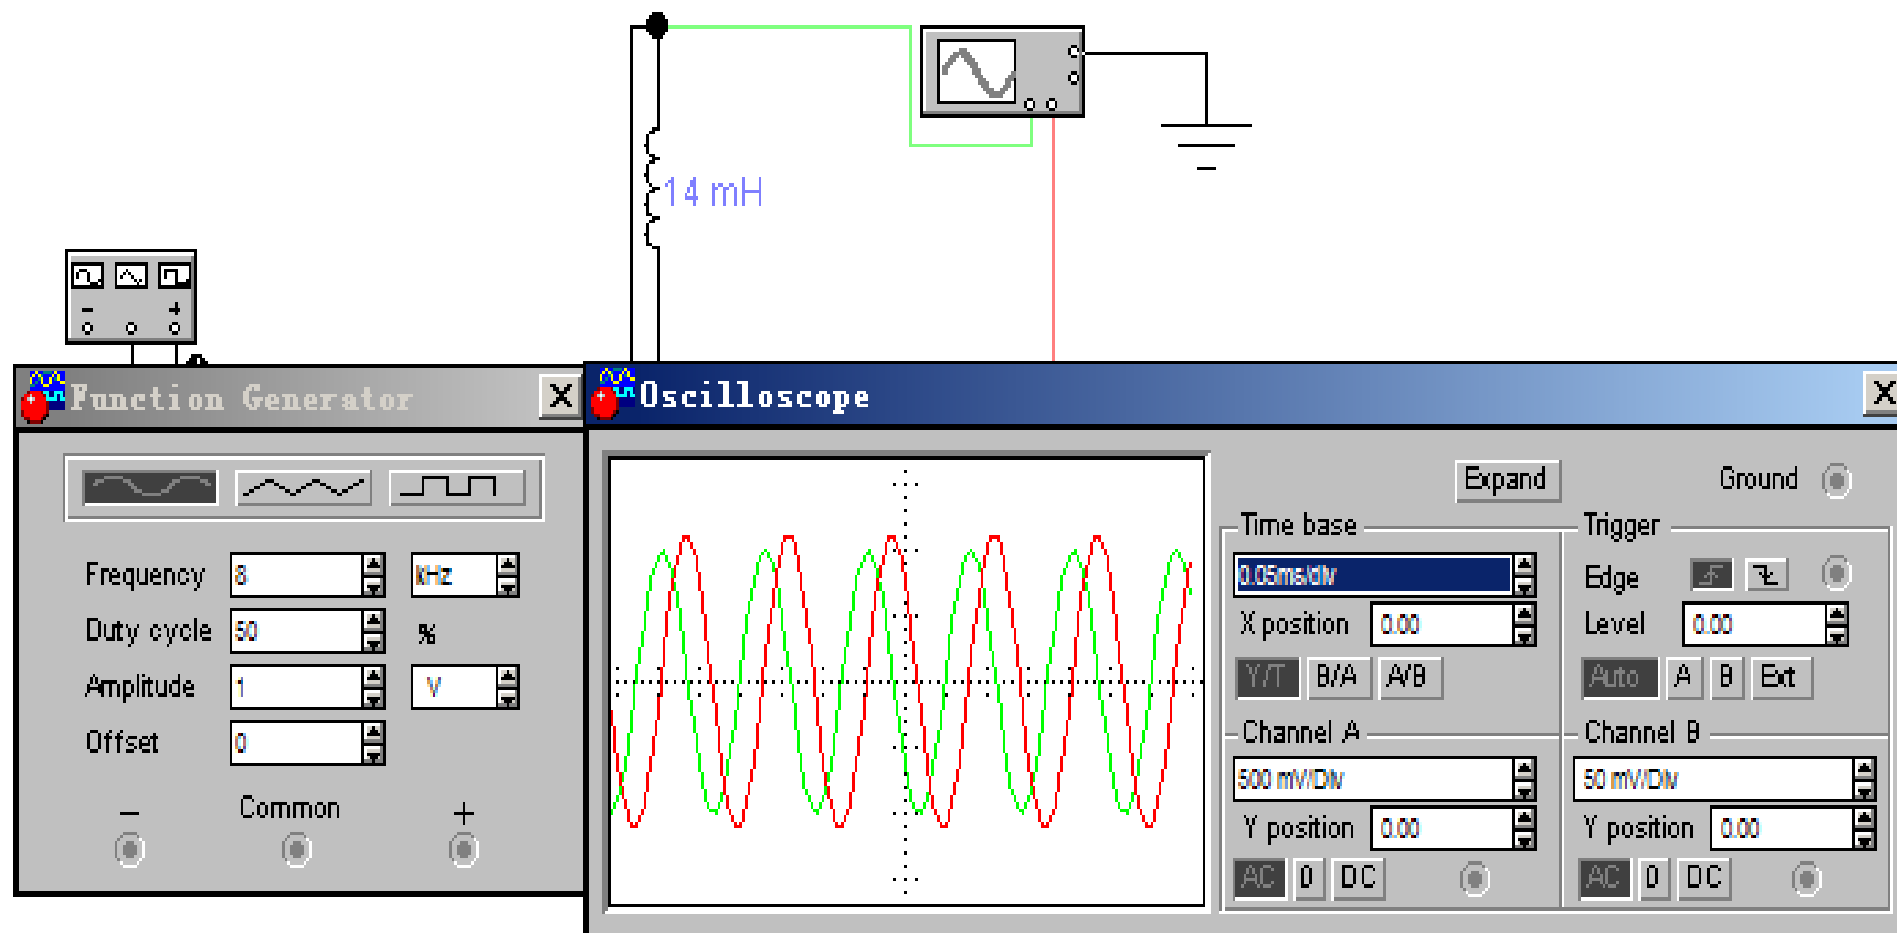 14 mH
- +
Function Generator
Oscilloscope
Expand Ground
Time base Trigger
Frequency 8 kHz
0.05ms/div Edge
Duty cycle 50 %
X position 0.00 Level 0.00
Amplitude 1 V
Y/T B/A A/B Auto A B Ext
Offset 0
Channel A Channel B
500 mV/Div 50 mV/Div
- Common +
Y position 0.00 Y position 0.00
AC 0 DC AC 0 DC